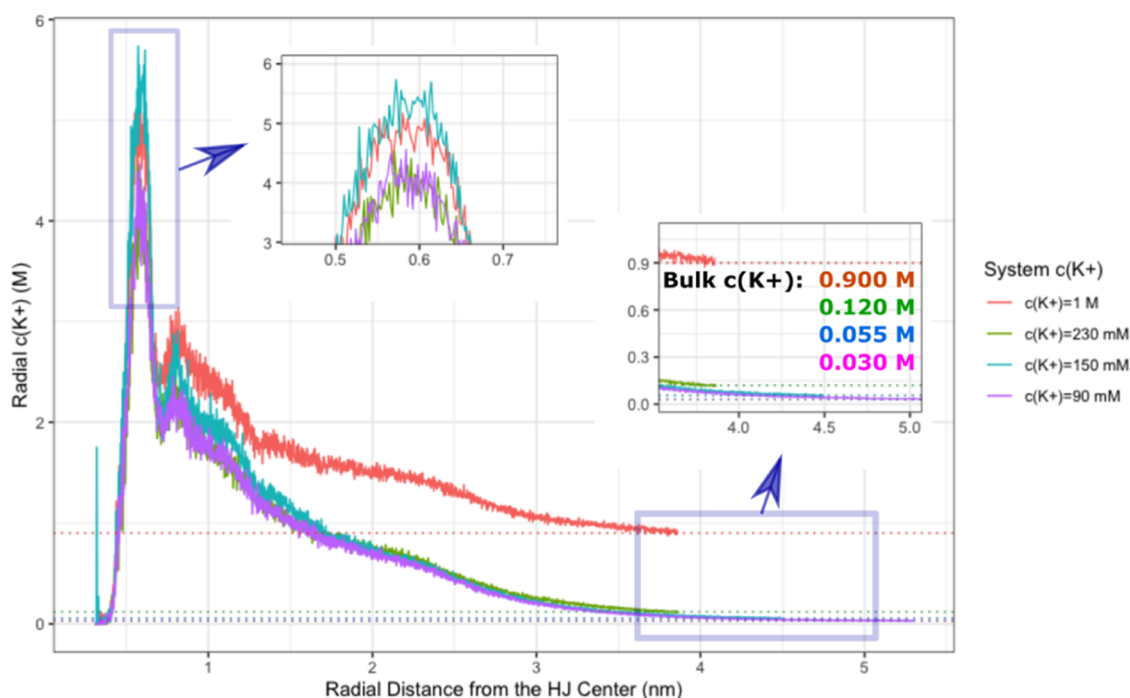 6
4
2
0
Radial c(K+) (M)
1
2
3
4
5
Radial Distance from the HJ Center (nm)
6
5
4
3
0.5
0.6
0.7
0.9
0.6
0.3
0.0
4.0
4.5
5.0
Bulk c(K+): 0.900 M
0.120 M
0.055 M
0.030 M
System c(K+)
c(K+)=1 M
c(K+)=230 mM
c(K+)=150 mM
c(K+)=90 mM